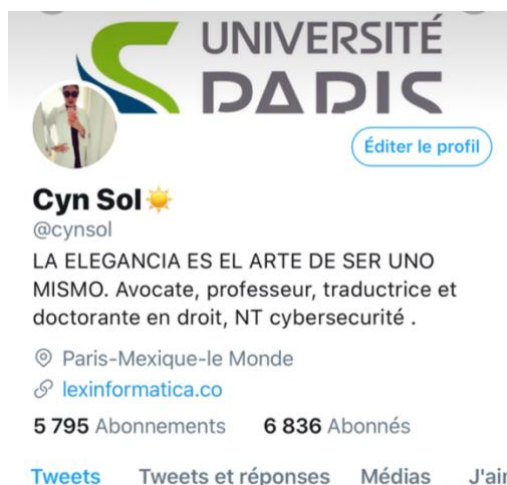 UNIVERSITÉ
Éditer le profil
Cyn Sol
@cynsol
LA ELEGANCIA ES EL ARTE DE SER UNO
MISMO. Avocate, professeur, traductrice et
doctorante en droit, NT cybersecurité .
Paris-Mexique-le Monde
lexinformatica.co
5 795 Abonnements 6 836 Abonnés
Tweets Tweets et réponses Médias